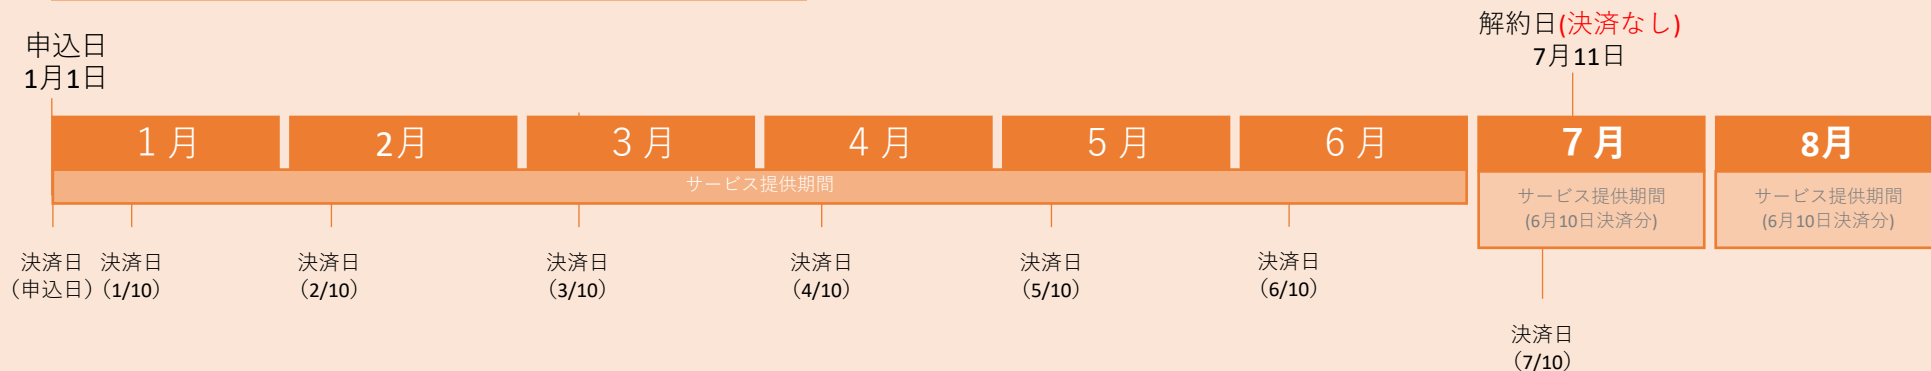 申込日
1月1日
解約日(決済なし)
7月11日
１月
2月
３月
４月
５月
６月
７月
8月
サービス提供期間
サービス提供期間
(6月10日決済分)
サービス提供期間
(6月10日決済分)
決済日
（申込日）
決済日
（1/10）
決済日
（2/10）
決済日
（3/10）
決済日
（4/10）
決済日
（5/10）
決済日
（6/10）
決済日
（7/10）